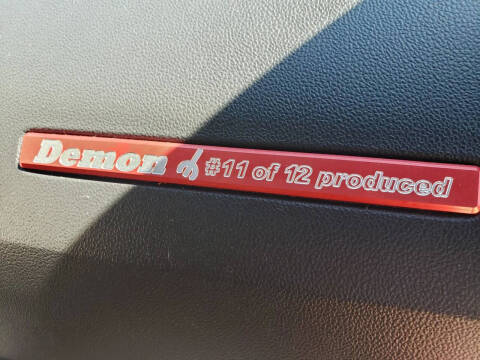 Demon #11 of 12 produced